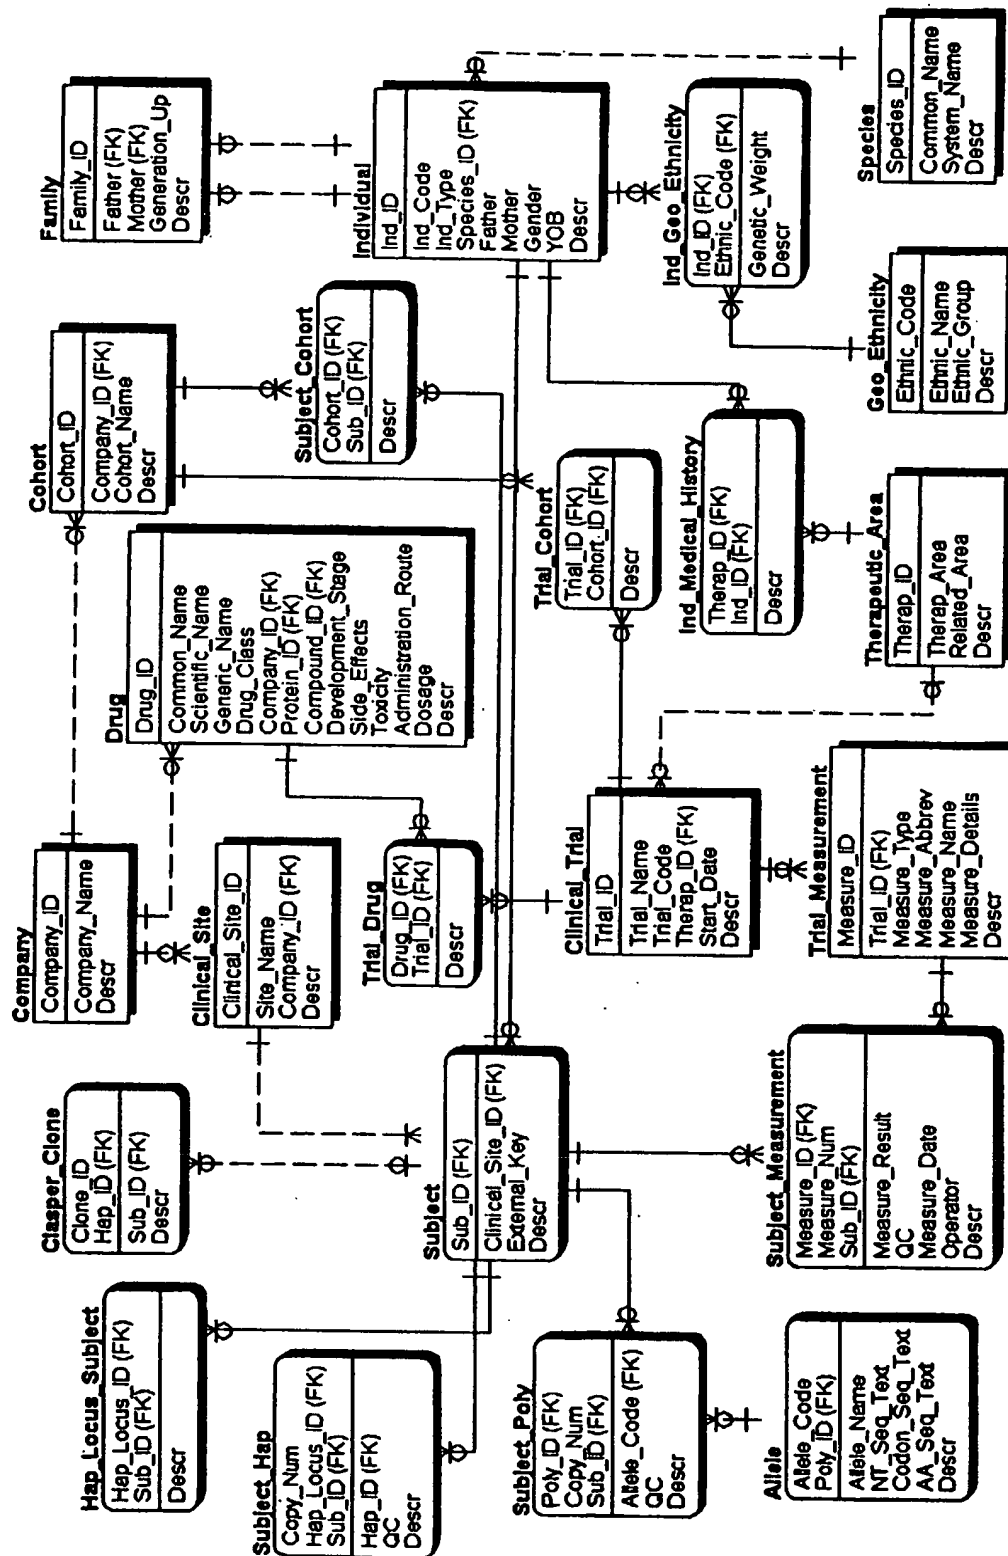 Family
Family_ID
Father (FK)
Mother (FK)
Generation_Up
Descr
Individual
Ind_ID
Ind_Code
Ind_Type
Species_ID (FK)
Father
Mother
Gender
YOB
Descr
Ind_Geo_Ethnicity
Ind_ID (FK)
Ethnic_Code (FK)
Genetic_Weight
Descr
Species
Species_ID
Common_Name
System_Name
Descr
Cohort
Cohort_ID
Company_ID (FK)
Cohort_Name
Descr
Subject_Cohort
Cohort_ID (FK)
Sub_ID (FK)
Descr
Geo_Ethnicity
Ethnic_Code
Ethnic_Name
Ethnic_Group
Descr
Drug
Drug_ID
Common_Name
Scientific_Name
Generic_Name
Drug_Class
Company_ID (FK)
Protein_ID (FK)
Compound_ID (FK)
Development_Stage
Side_Effects
Toxicity
Administration_Route
Dosage
Descr
Trial_Cohort
Trial_ID (FK)
Cohort_ID (FK)
Descr
Ind_Medical_History
Therap_ID (FK)
Ind_ID (FK)
Descr
Therapeutic_Area
Therap_ID
Therap_Area
Related_Area
Descr
Company
Company_ID
Company_Name
Descr
Clinical_Site
Clinical_Site_ID
Site_Name
Company_ID (FK)
Descr
Trial_Drug
Drug_ID (FK)
Trial_ID (FK)
Descr
Clinical_Trial
Trial_ID
Trial_Name
Trial_Code
Therap_ID (FK)
Start_Date
Descr
Trial_Measurement
Measure_ID
Trial_ID (FK)
Measure_Type
Measure_Abbrev
Measure_Name
Measure_Details
Descr
Clasper_Clone
Clone_ID
Hap_ID (FK)
Sub_ID (FK)
Descr
Subject
Sub_ID (FK)
Clinical_Site_ID (FK)
External_Key
Descr
Subject_Measurement
Measure_ID (FK)
Measure_Num
Sub_ID (FK)
Measure_Result
QC
Measure_Date
Operator
Descr
Hap_Locus_Subject
Hap_Locus_ID (FK)
Sub_ID (FK)
Descr
Subject_Hap
Copy_Num
Hap_Locus_ID (FK)
Sub_ID (FK)
Hap_ID (FK)
QC
Descr
Subject_Poly
Poly_ID (FK)
Copy_Num
Sub_ID (FK)
Allele_Code (FK)
QC
Descr
Allele
Allele_Code
Poly_ID (FK)
Allele_Name
NT_Seq_Text
Codon_Seq_Text
AA_Seq_Text
Descr